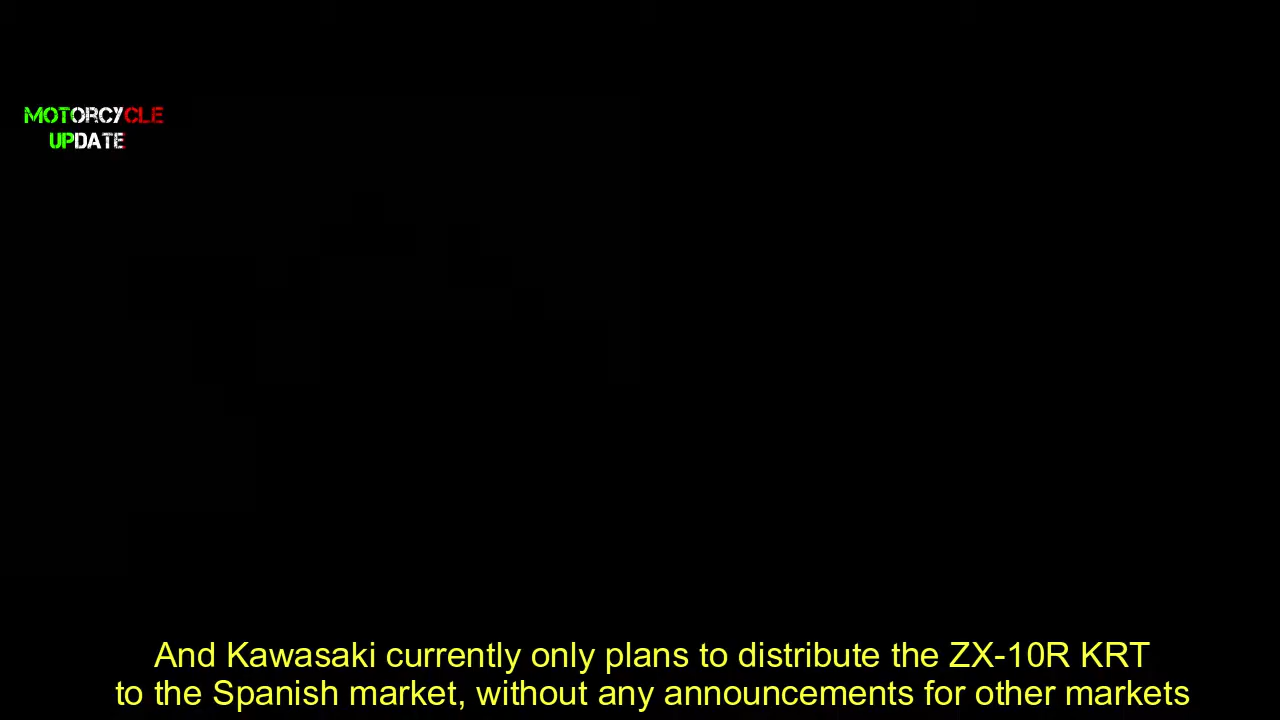 MOTORCYCLE
UPDATE
And Kawasaki currently only plans to distribute the ZX-10R KRT
to the Spanish market, without any announcements for other markets